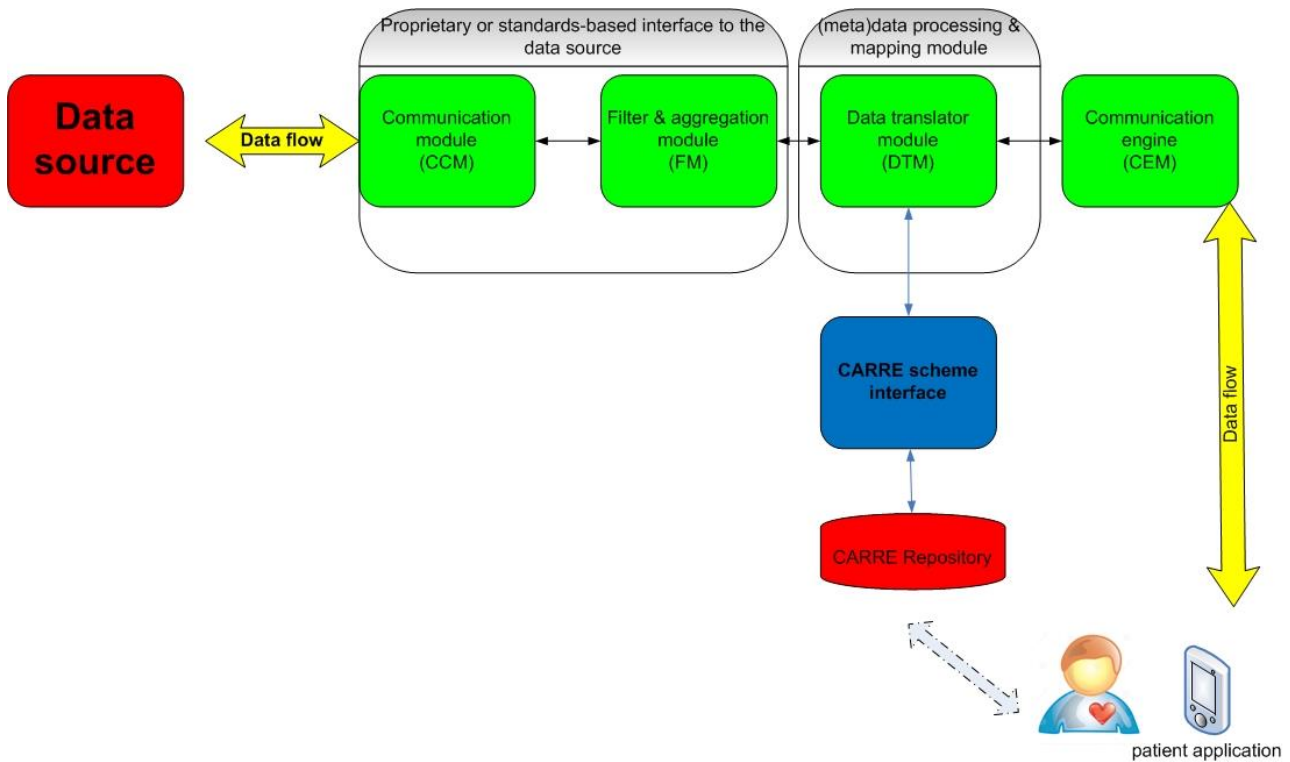 Proprietary or standards-based interface to the
data source
(meta)data processing &
mapping module
Data
source
Data flow
Communication
module
(CCM)
Filter & aggregation
module
(FM)
Data translator
module
(DTM)
Communication
engine
(CEM)
CARRE scheme
interface
Data flow
CARRE Repository
patient application